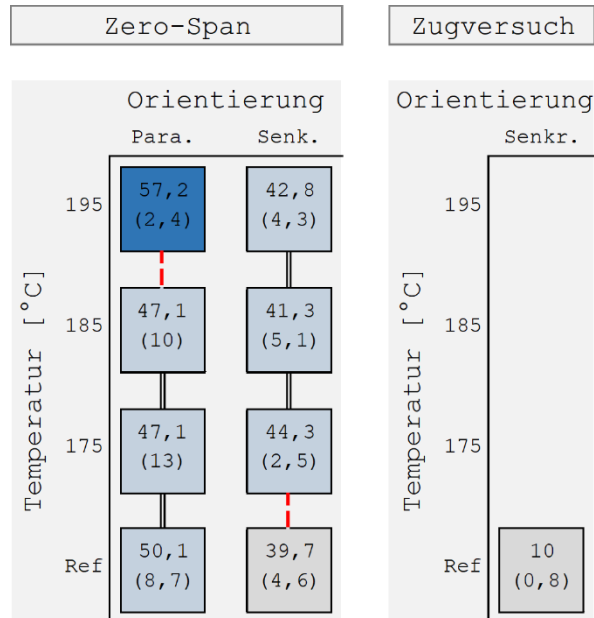 Zero-Span
Zugversuch
Orientierung
Para. Senk.
Temperatur [°C]
195
57,2
(2,4)
42,8
(4,3)
185
47,1
(10)
41,3
(5,1)
175
47,1
(13)
44,3
(2,5)
Ref
50,1
(8,7)
39,7
(4,6)
Orientierung
Senkr.
Temperatur [°C]
195
185
175
Ref
10
(0,8)